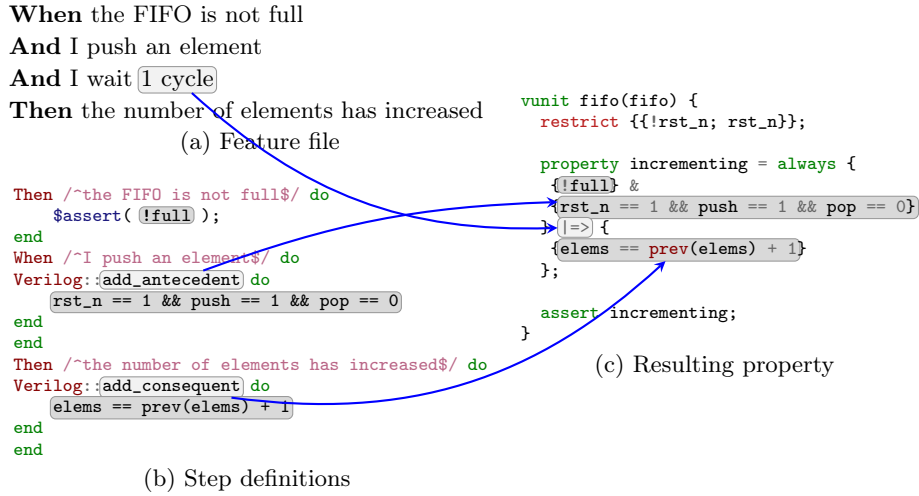 When the FIFO is not full
And I push an element
And I wait 1 cycle
Then the number of elements has increased
(a) Feature file
Then /^the FIFO is not full$/ do
$assert( !full );
end
When /^I push an element$/ do
Verilog::add_antecedent do
rst_n == 1 && push == 1 && pop == 0
end
end
Then /^the number of elements has increased$/ do
Verilog::add_consequent do
elems == prev(elems) + 1
end
end
(b) Step definitions
vunit fifo(fifo) {
restrict {{!rst_n; rst_n}};
property incrementing = always {
{!full} &
{rst_n == 1 && push == 1 && pop == 0}
} |=> {
{elems == prev(elems) + 1}
};
assert incrementing;
}
(c) Resulting property